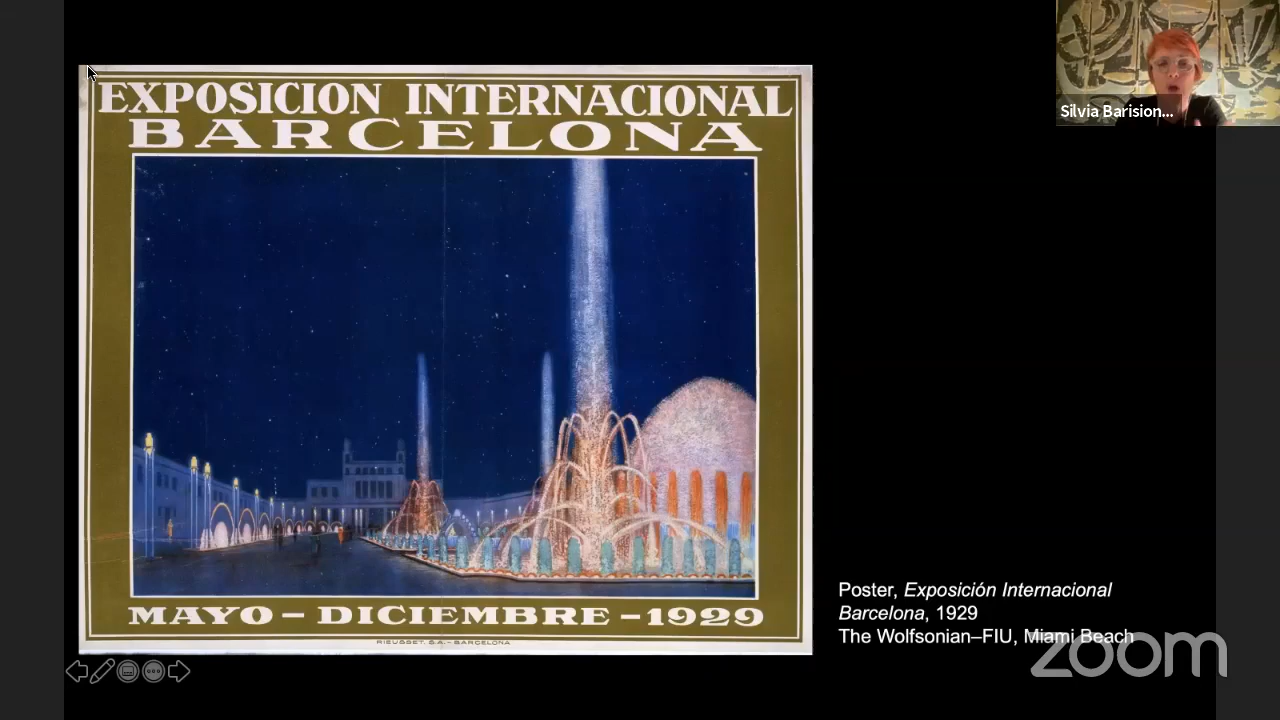 EXPOSICION INTERNACIONAL
BARCELONA
MAYO – DICIEMBRE – 1929
RIEUSSET. S.A. – BARCELONA
Silvia Barision...
Poster, Exposición Internacional
Barcelona, 1929
The Wolfsonian–FIU, Miami Beach
zoom